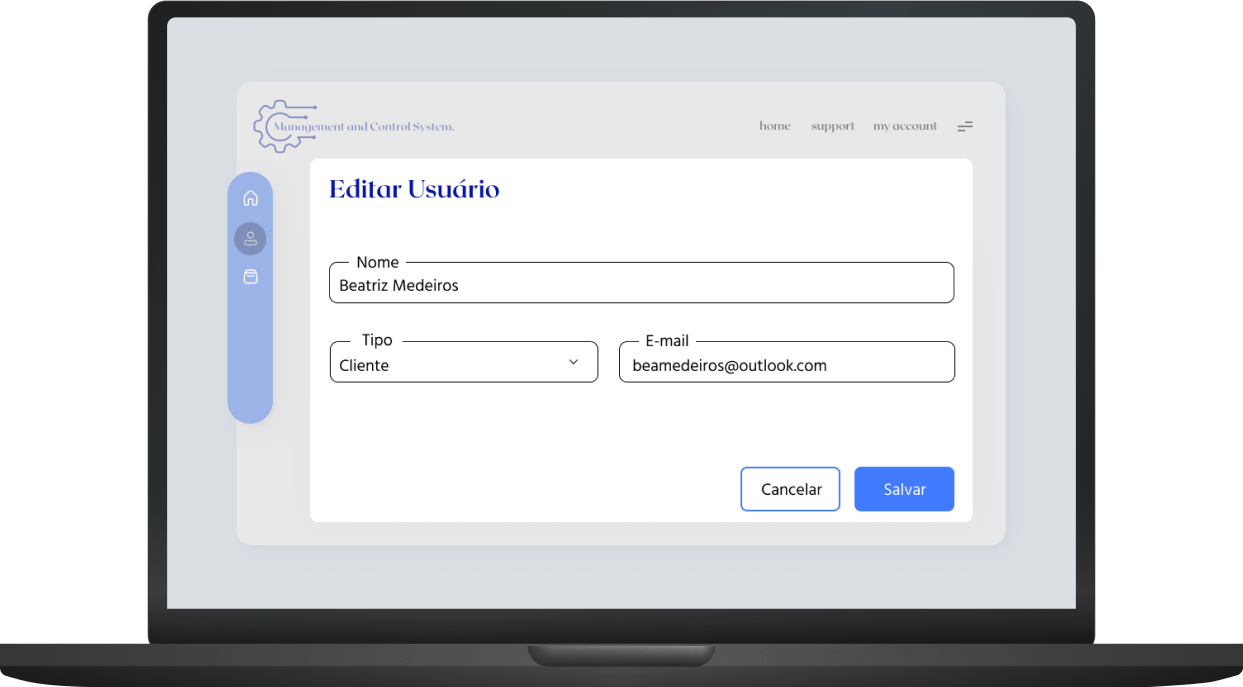 Management and Control System.
home support my account
Editar Usuário
Nome
Beatriz Medeiros
Tipo
Cliente
E-mail
beamedeiros@outlook.com
Cancelar
Salvar